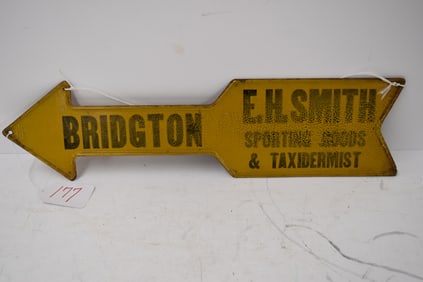 BRIDGTON
E.H. SMITH
SPORTING GOODS
& TAXIDERMIST
177